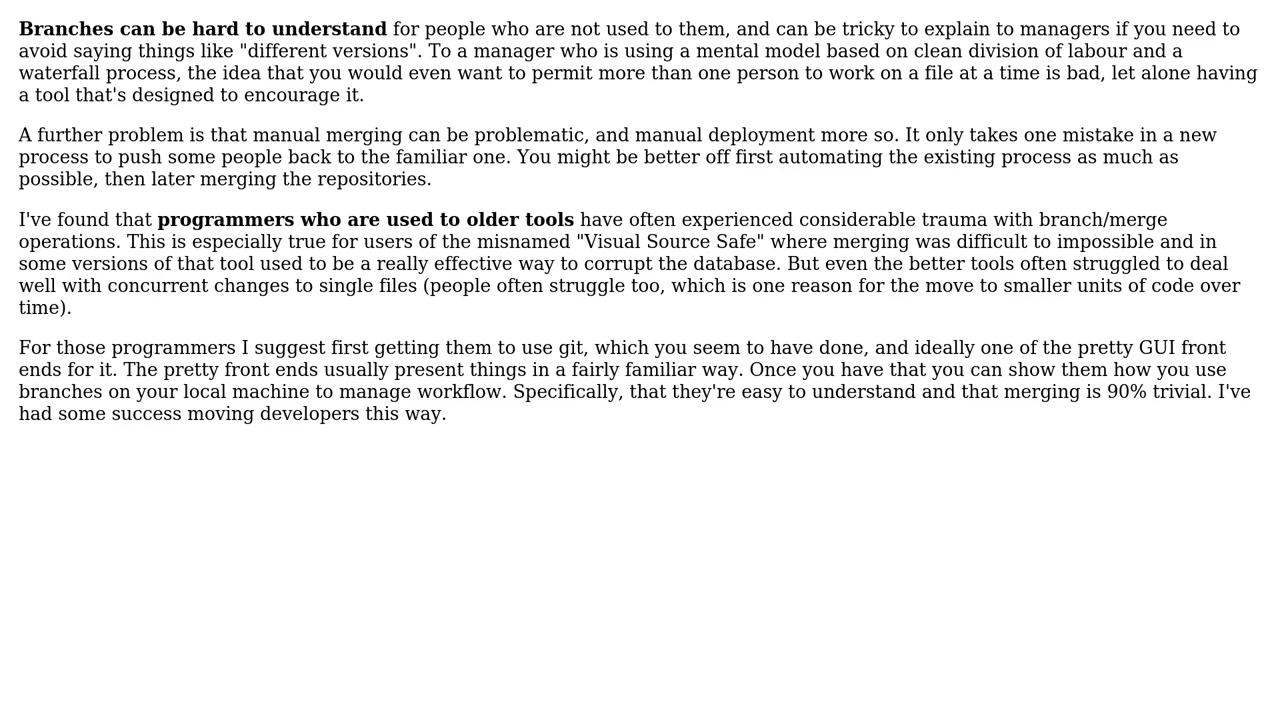 Branches can be hard to understand for people who are not used to them, and can be tricky to explain to managers if you need to
avoid saying things like "different versions". To a manager who is using a mental model based on clean division of labour and a
waterfall process, the idea that you would even want to permit more than one person to work on a file at a time is bad, let alone having
a tool that's designed to encourage it.
A further problem is that manual merging can be problematic, and manual deployment more so. It only takes one mistake in a new
process to push some people back to the familiar one. You might be better off first automating the existing process as much as
possible, then later merging the repositories.
I've found that programmers who are used to older tools have often experienced considerable trauma with branch/merge
operations. This is especially true for users of the misnamed "Visual Source Safe" where merging was difficult to impossible and in
some versions of that tool used to be a really effective way to corrupt the database. But even the better tools often struggled to deal
well with concurrent changes to single files (people often struggle too, which is one reason for the move to smaller units of code over
time).
For those programmers I suggest first getting them to use git, which you seem to have done, and ideally one of the pretty GUI front
ends for it. The pretty front ends usually present things in a fairly familiar way. Once you have that you can show them how you use
branches on your local machine to manage workflow. Specifically, that they're easy to understand and that merging is 90% trivial. I've
had some success moving developers this way.